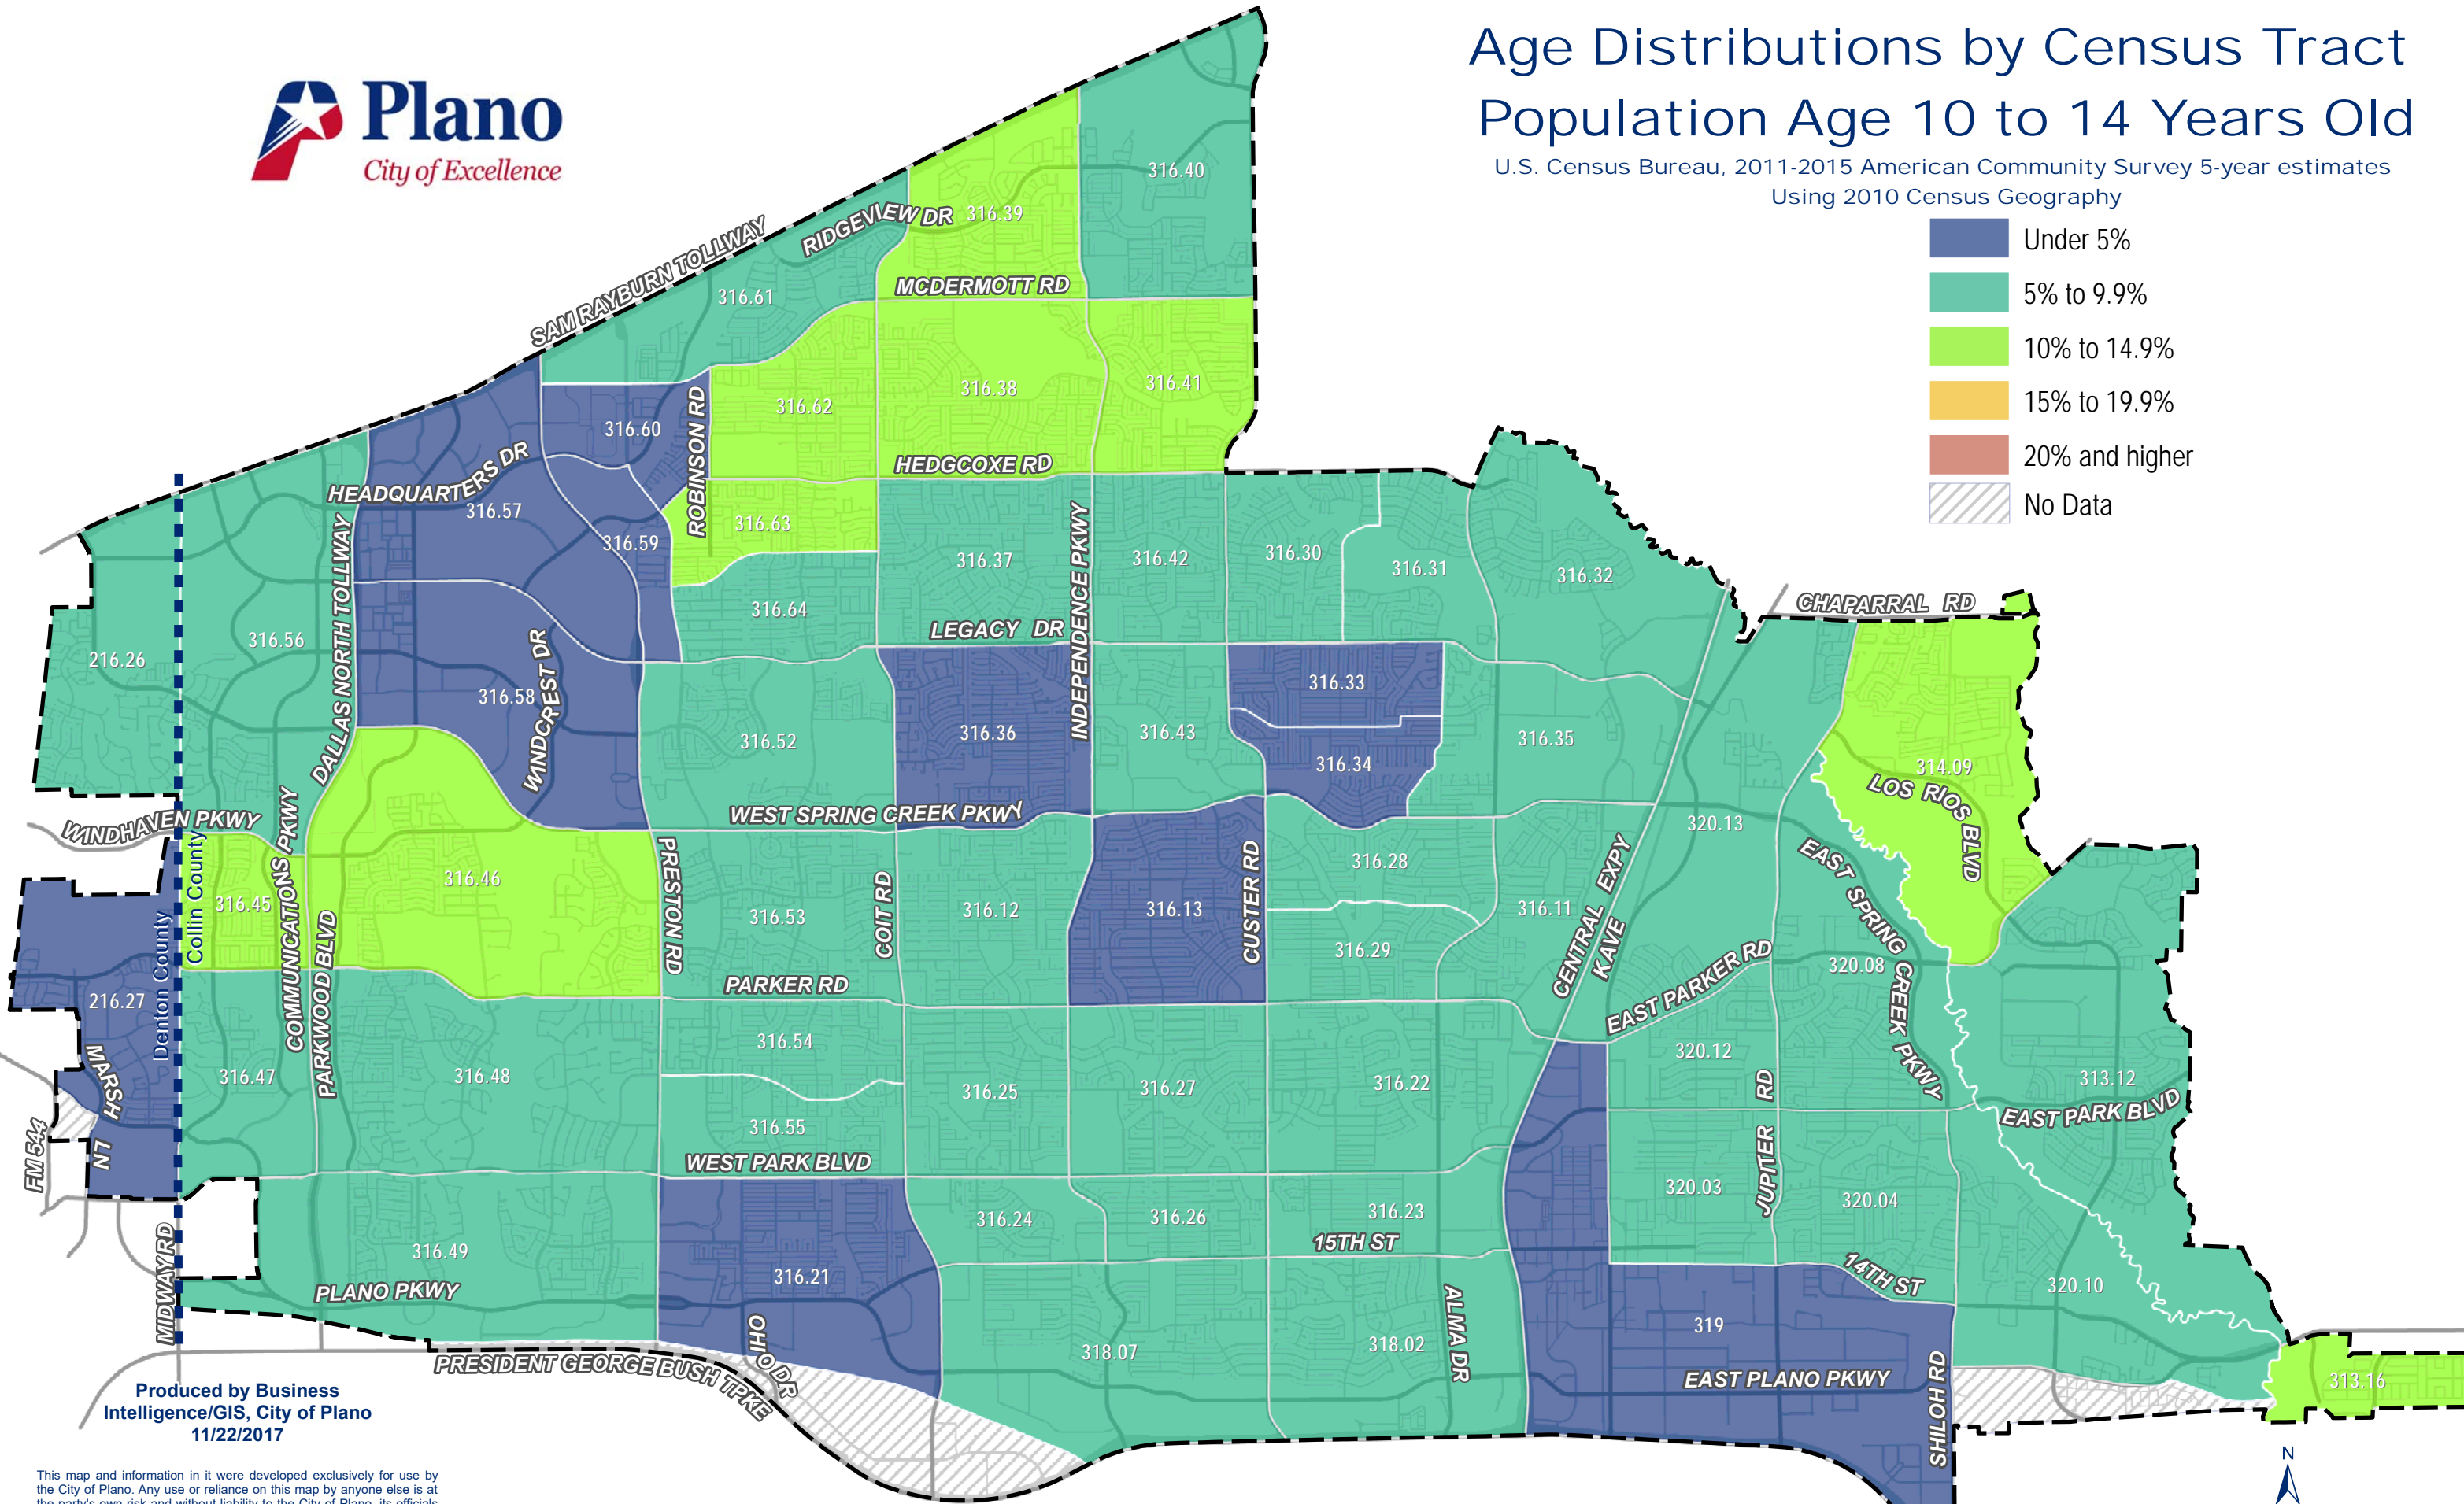 Plano
City of Excellence
Age Distributions by Census Tract
Population Age 10 to 14 Years Old
U.S. Census Bureau, 2011-2015 American Community Survey 5-year estimates
Using 2010 Census Geography
Under 5%
5% to 9.9%
10% to 14.9%
15% to 19.9%
20% and higher
No Data
316.40
316.39
RIDGEVIEW DR
SAM RAYBURN TOLLWAY
MCDERMOTT RD
316.61
316.38
316.41
316.62
316.60
ROBINSON RD
HEDGCOXE RD
HEADQUARTERS DR
316.57
316.63
316.59
316.37
INDEPENDENCE PKWY
316.42
316.30
316.31
316.32
CHAPARRAL RD
316.64
LEGACY DR
316.56
216.26
DALLAS NORTH TOLLWAY
316.58
WINDCREST DR
316.52
316.36
316.43
316.33
316.34
316.35
314.09
LOS RIOS BLVD
WINDHAVEN PKWY
WEST SPRING CREEK PKWY
320.13
Collin County
Denton County
COMMUNICATIONS PKWY
PARKWOOD BLVD
316.45
316.46
PRESTON RD
316.53
COIT RD
316.12
316.13
CUSTER RD
316.28
316.29
316.11
CENTRAL EXPY
K AVE
EAST SPRING CREEK PKWY
EAST PARKER RD
320.08
PARKER RD
216.27
MARSH LN
316.47
316.48
316.54
316.55
316.25
316.27
316.22
320.12
JUPITER RD
313.12
EAST PARK BLVD
FM 544
WEST PARK BLVD
316.24
316.26
316.23
15TH ST
320.03
320.04
14TH ST
320.10
MIDWAY RD
316.49
PLANO PKWY
316.21
OHIO DR
318.07
318.02
ALMA DR
319
EAST PLANO PKWY
SHILOH RD
313.16
PRESIDENT GEORGE BUSH TPKE
Produced by Business
Intelligence/GIS, City of Plano
11/22/2017
This map and information in it were developed exclusively for use by
the City of Plano. Any use or reliance on this map by anyone else is at
the party's own risk and without liability to the City of Plano, its officials
N